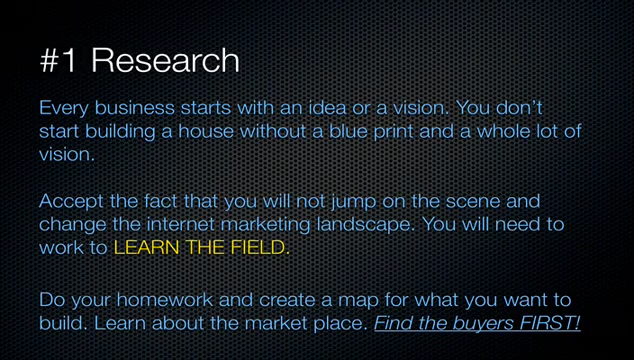 #1 Research
Every business starts with an idea or a vision. You don't
start building a house without a blue print and a whole lot of
vision.
Accept the fact that you will not jump on the scene and
change the internet marketing landscape. You will need to
work to LEARN THE FIELD.
Do your homework and create a map for what you want to
build. Learn about the market place. Find the buyers FIRST!